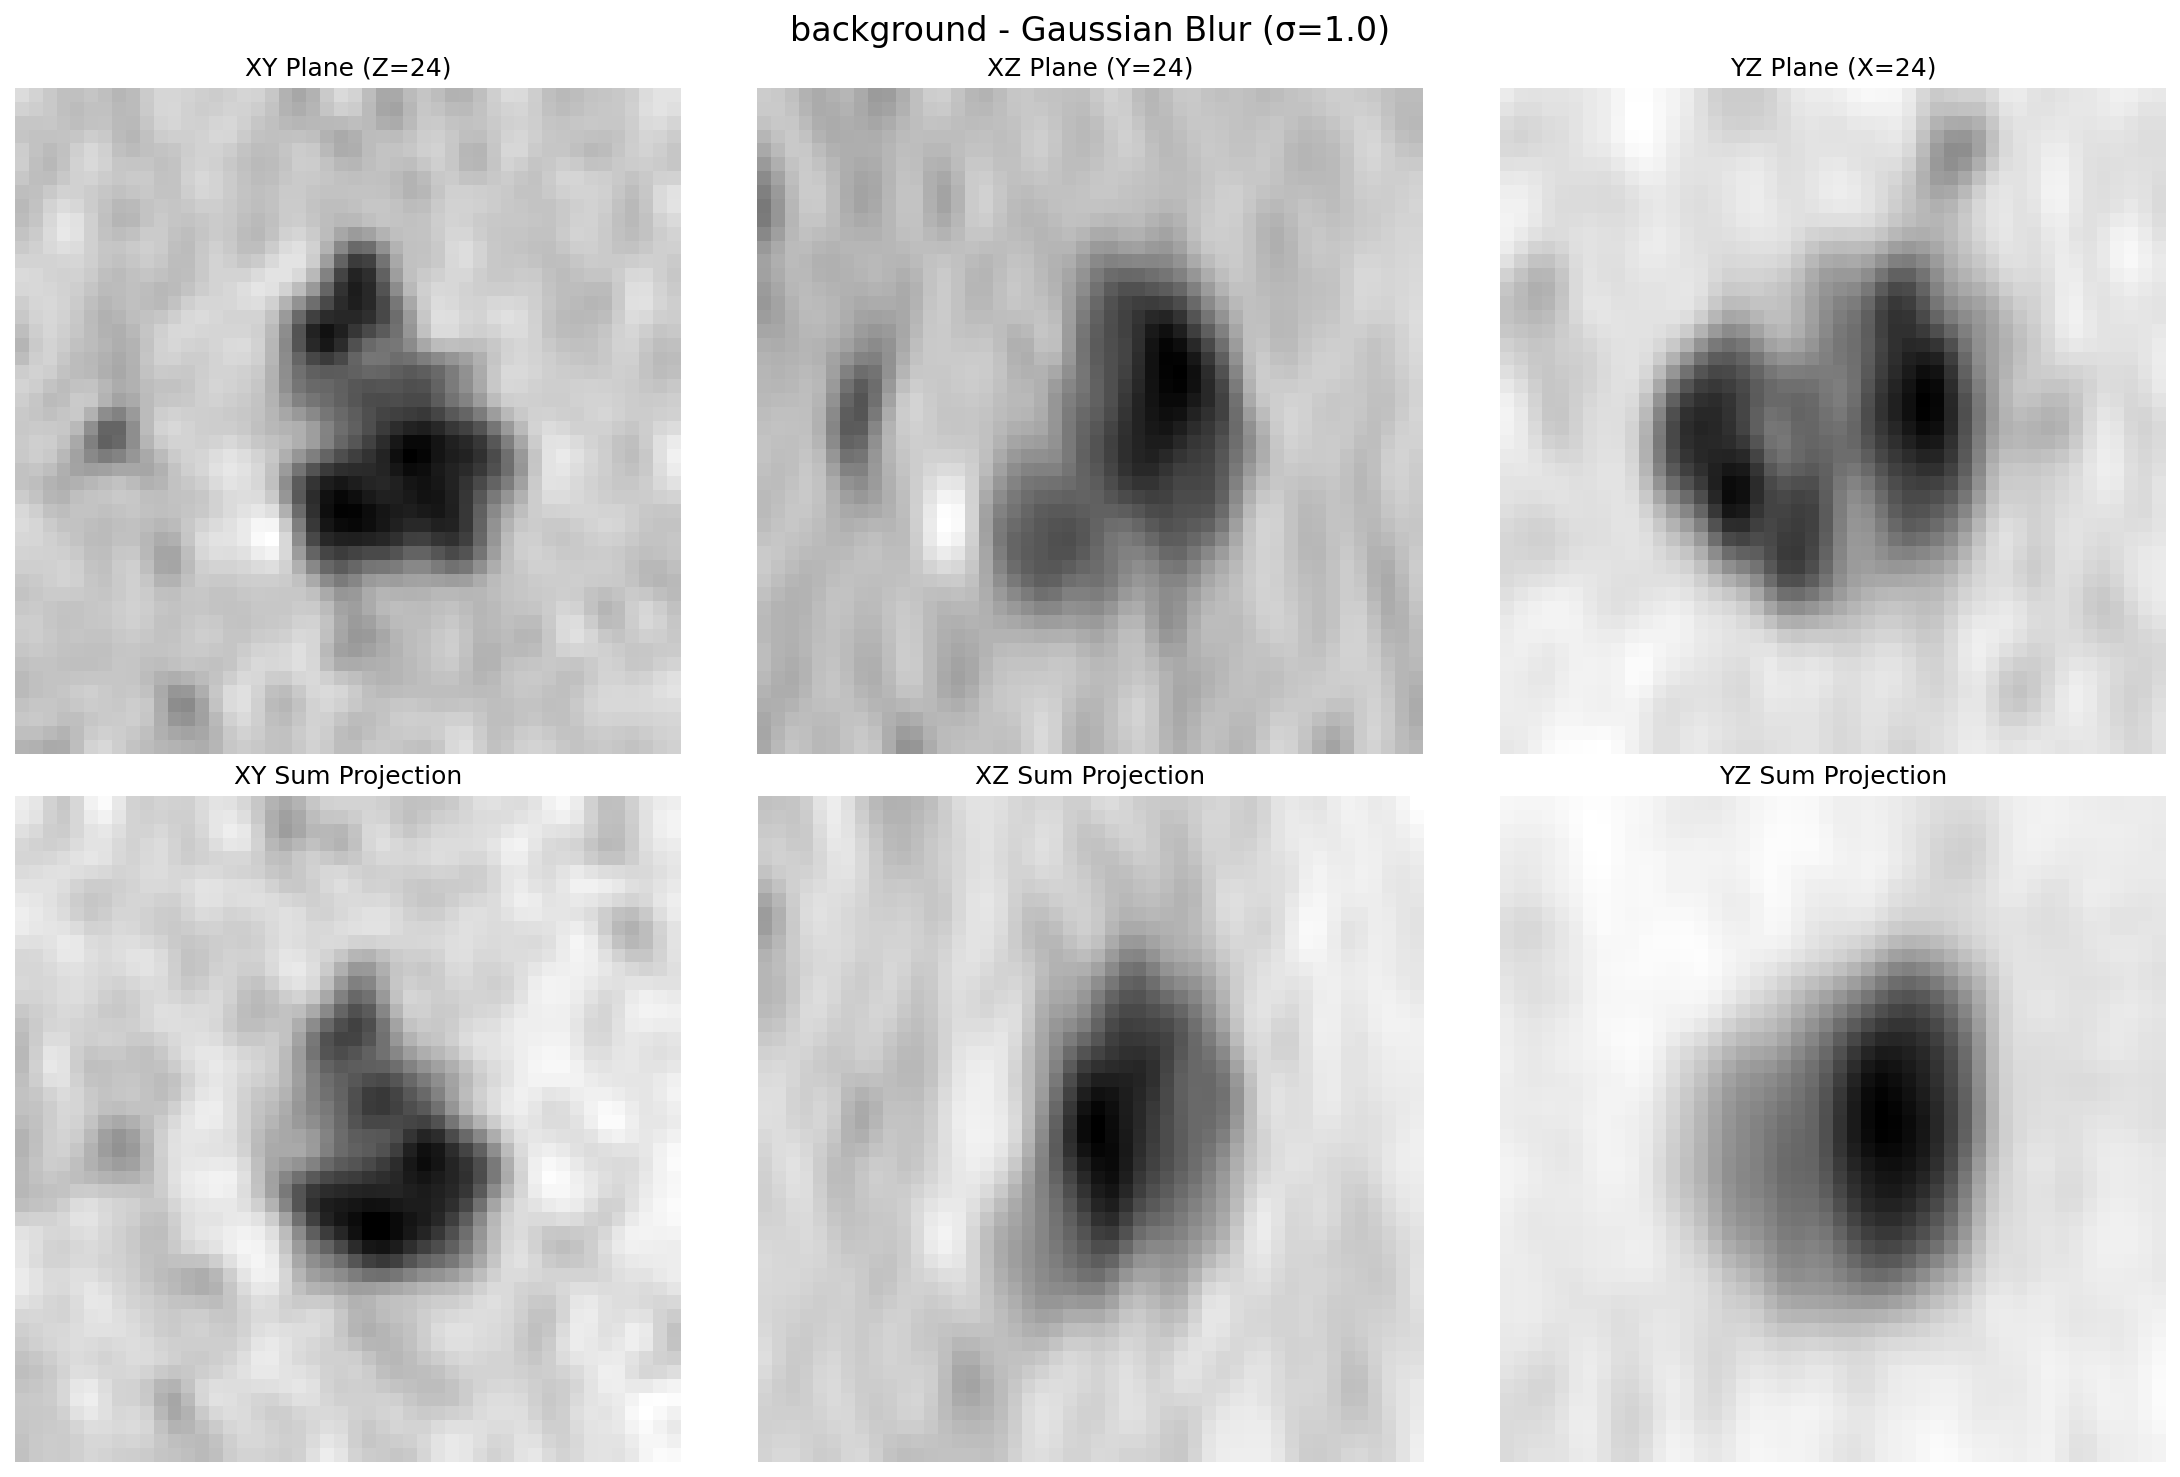 background - Gaussian Blur (σ=1.0)
XY Plane (Z=24)
XZ Plane (Y=24)
YZ Plane (X=24)
XY Sum Projection
XZ Sum Projection
YZ Sum Projection